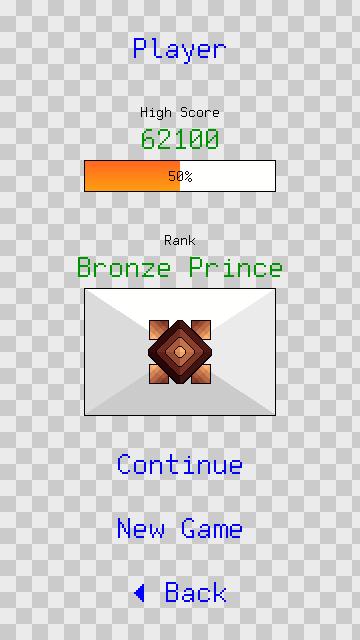 Player
High Score
62100
50%
Rank
Bronze Prince
Continue
New Game
Back